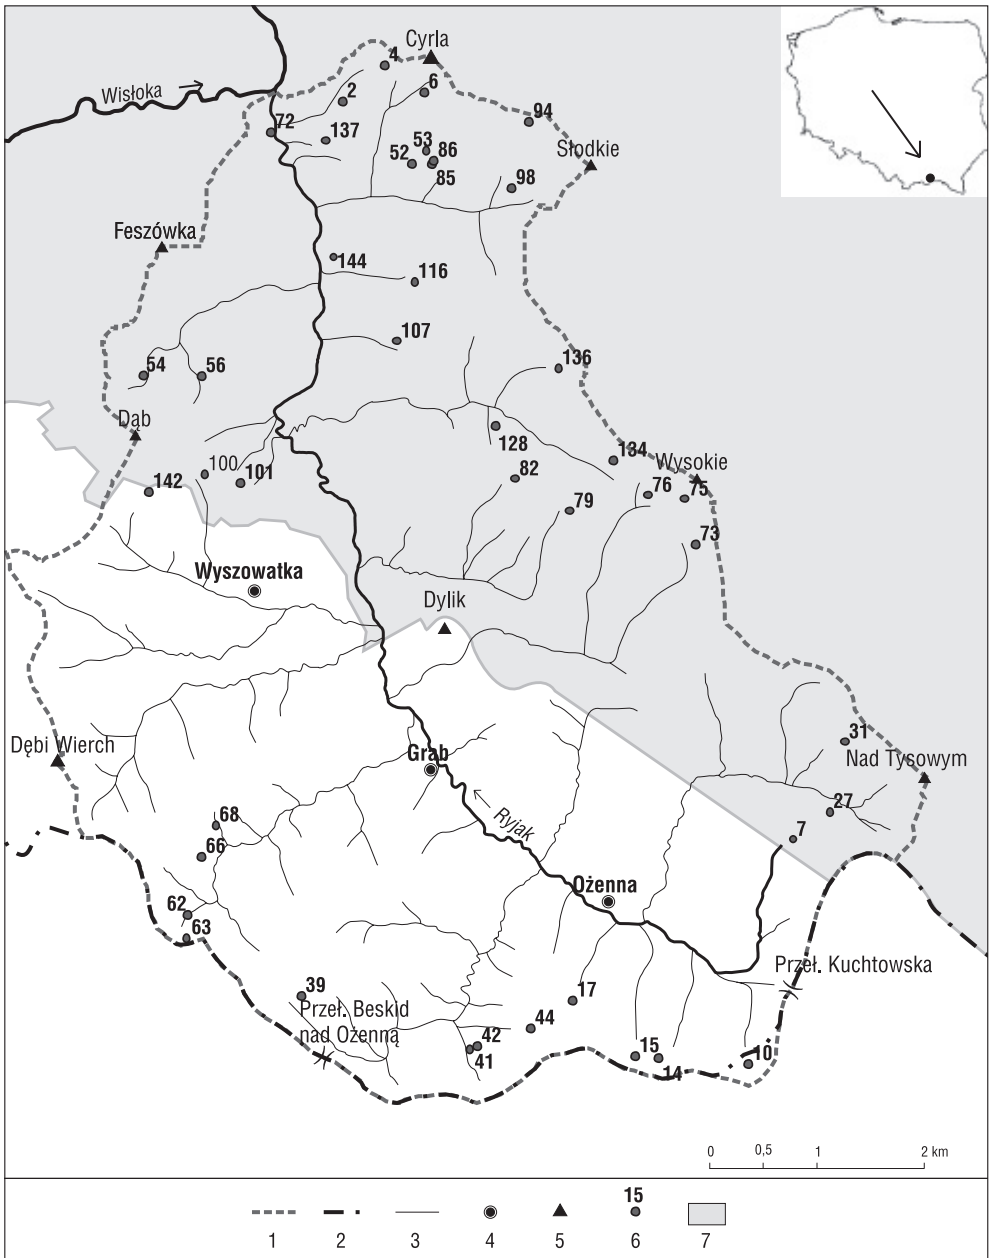 Cyrla
4
Wisłoka
2
6
72
137
94
53
52
86
85
Słodkie
98
Feszówka
144
116
107
54
56
136
Dąb
128
134
Wysokie
100
101
82
142
76
75
79
73
Wyszowatka
Dylik
31
Dębi Wierch
Grab
Nad Tysowym
27
68
Ryjak
7
66
Ożenna
62
63
Przeł. Kuchtowska
39
Przeł. Beskid
nad Ożenną
17
44
42
41
15
14
10
0 0,5 1 2 km
15
1 2 3 4 5 6 7